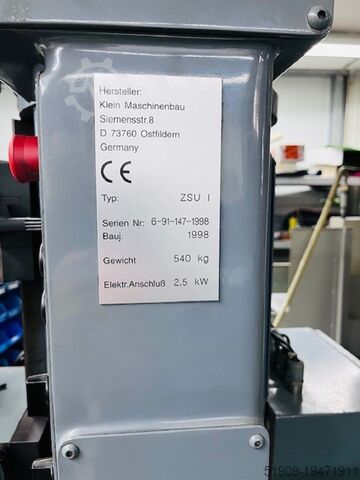 Hersteller:
Klein Maschinenbau
Siemensstr.8
D 73760 Ostfildern
Germany
CE
Typ: ZSU I
Serien Nr: 6-91-147-1998
Bauj. 1998
Gewicht 540 kg
Elektr.Anschluß 2.5 kW
51909-19471911